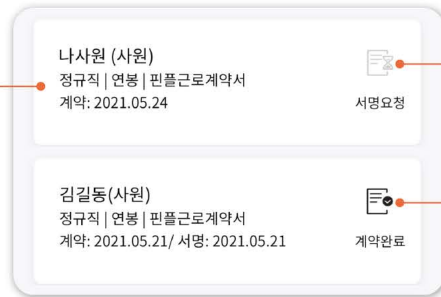 나사원 (사원)
정규직 | 연봉 | 핀플근로계약서
계약: 2021.05.24
서명요청
김길동(사원)
정규직 | 연봉 | 핀플근로계약서
계약: 2021.05.21/ 서명: 2021.05.21
계약완료